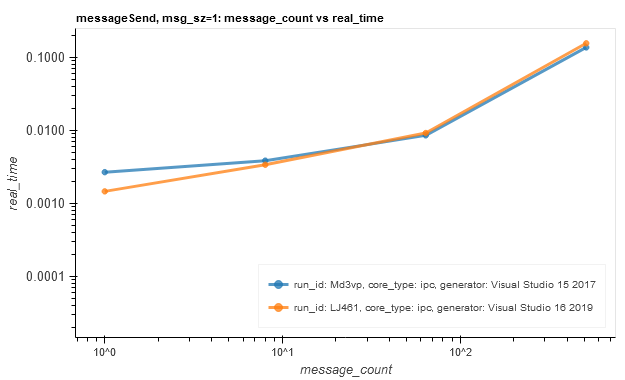 messageSend, msg_sz=1: message_count vs real_time
0.1000
0.0100
0.0010
0.0001
real_time
run_id: Md3vp, core_type: ipc, generator: Visual Studio 15 2017
run_id: LJ461, core_type: ipc, generator: Visual Studio 16 2019
10^0
10^1
10^2
message_count